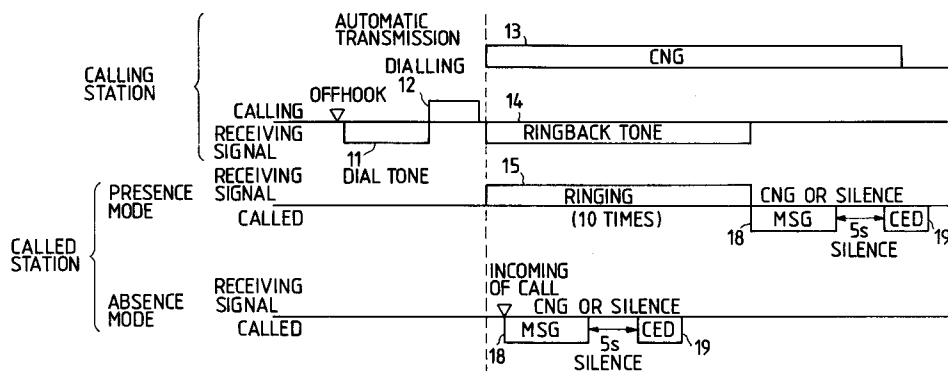 AUTOMATIC
TRANSMISSION
13
CNG
DIALLING
12
CALLING
STATION
OFFHOOK
14
CALLING
RECEIVING
SIGNAL
RINGBACK TONE
11
DIAL TONE
15
PRESENCE
MODE
RECEIVING
SIGNAL
RINGING
CNG OR SILENCE
CALLED
(10 TIMES)
18
MSG
5s
SILENCE
CED
19
CALLED
STATION
INCOMING
OF CALL
ABSENCE
MODE
RECEIVING
SIGNAL
CNG OR SILENCE
CALLED
18
MSG
5s
SILENCE
CED
19